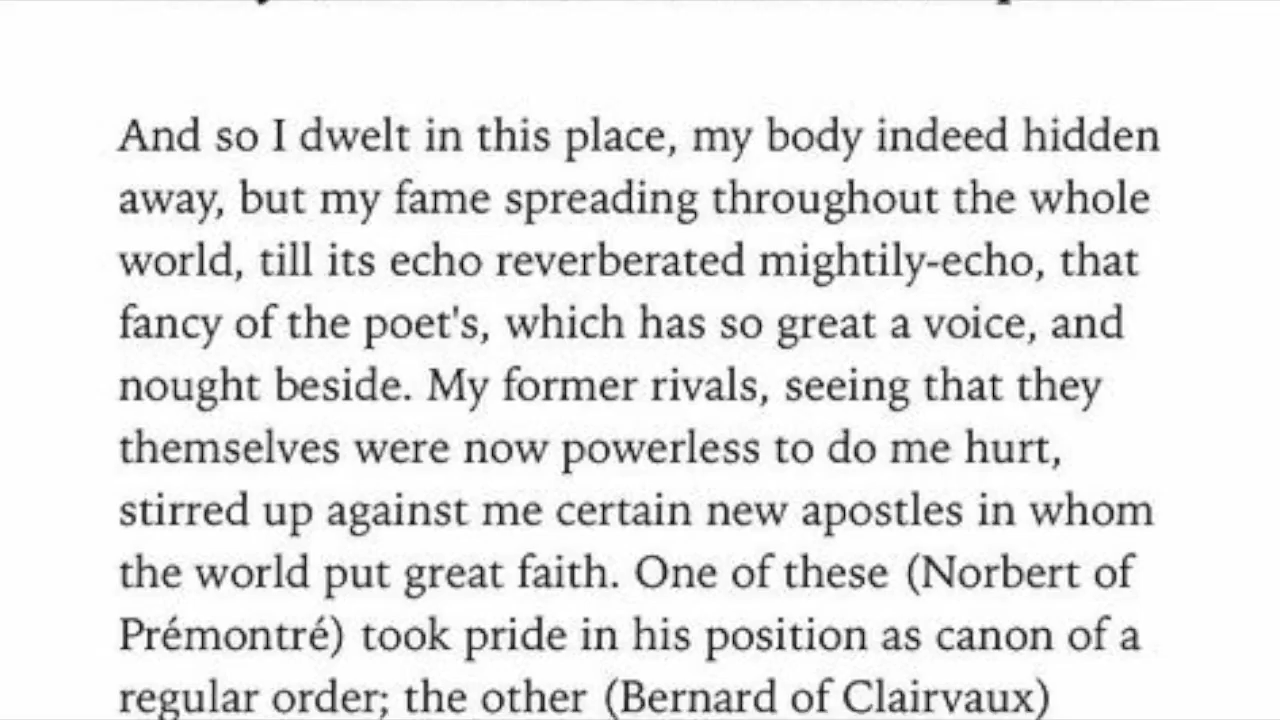 And so I dwelt in this place, my body indeed hidden
away, but my fame spreading throughout the whole
world, till its echo reverberated mightily-echo, that
fancy of the poet's, which has so great a voice, and
nought beside. My former rivals, seeing that they
themselves were now powerless to do me hurt,
stirred up against me certain new apostles in whom
the world put great faith. One of these (Norbert of
Prémontré) took pride in his position as canon of a
regular order; the other (Bernard of Clairvaux)